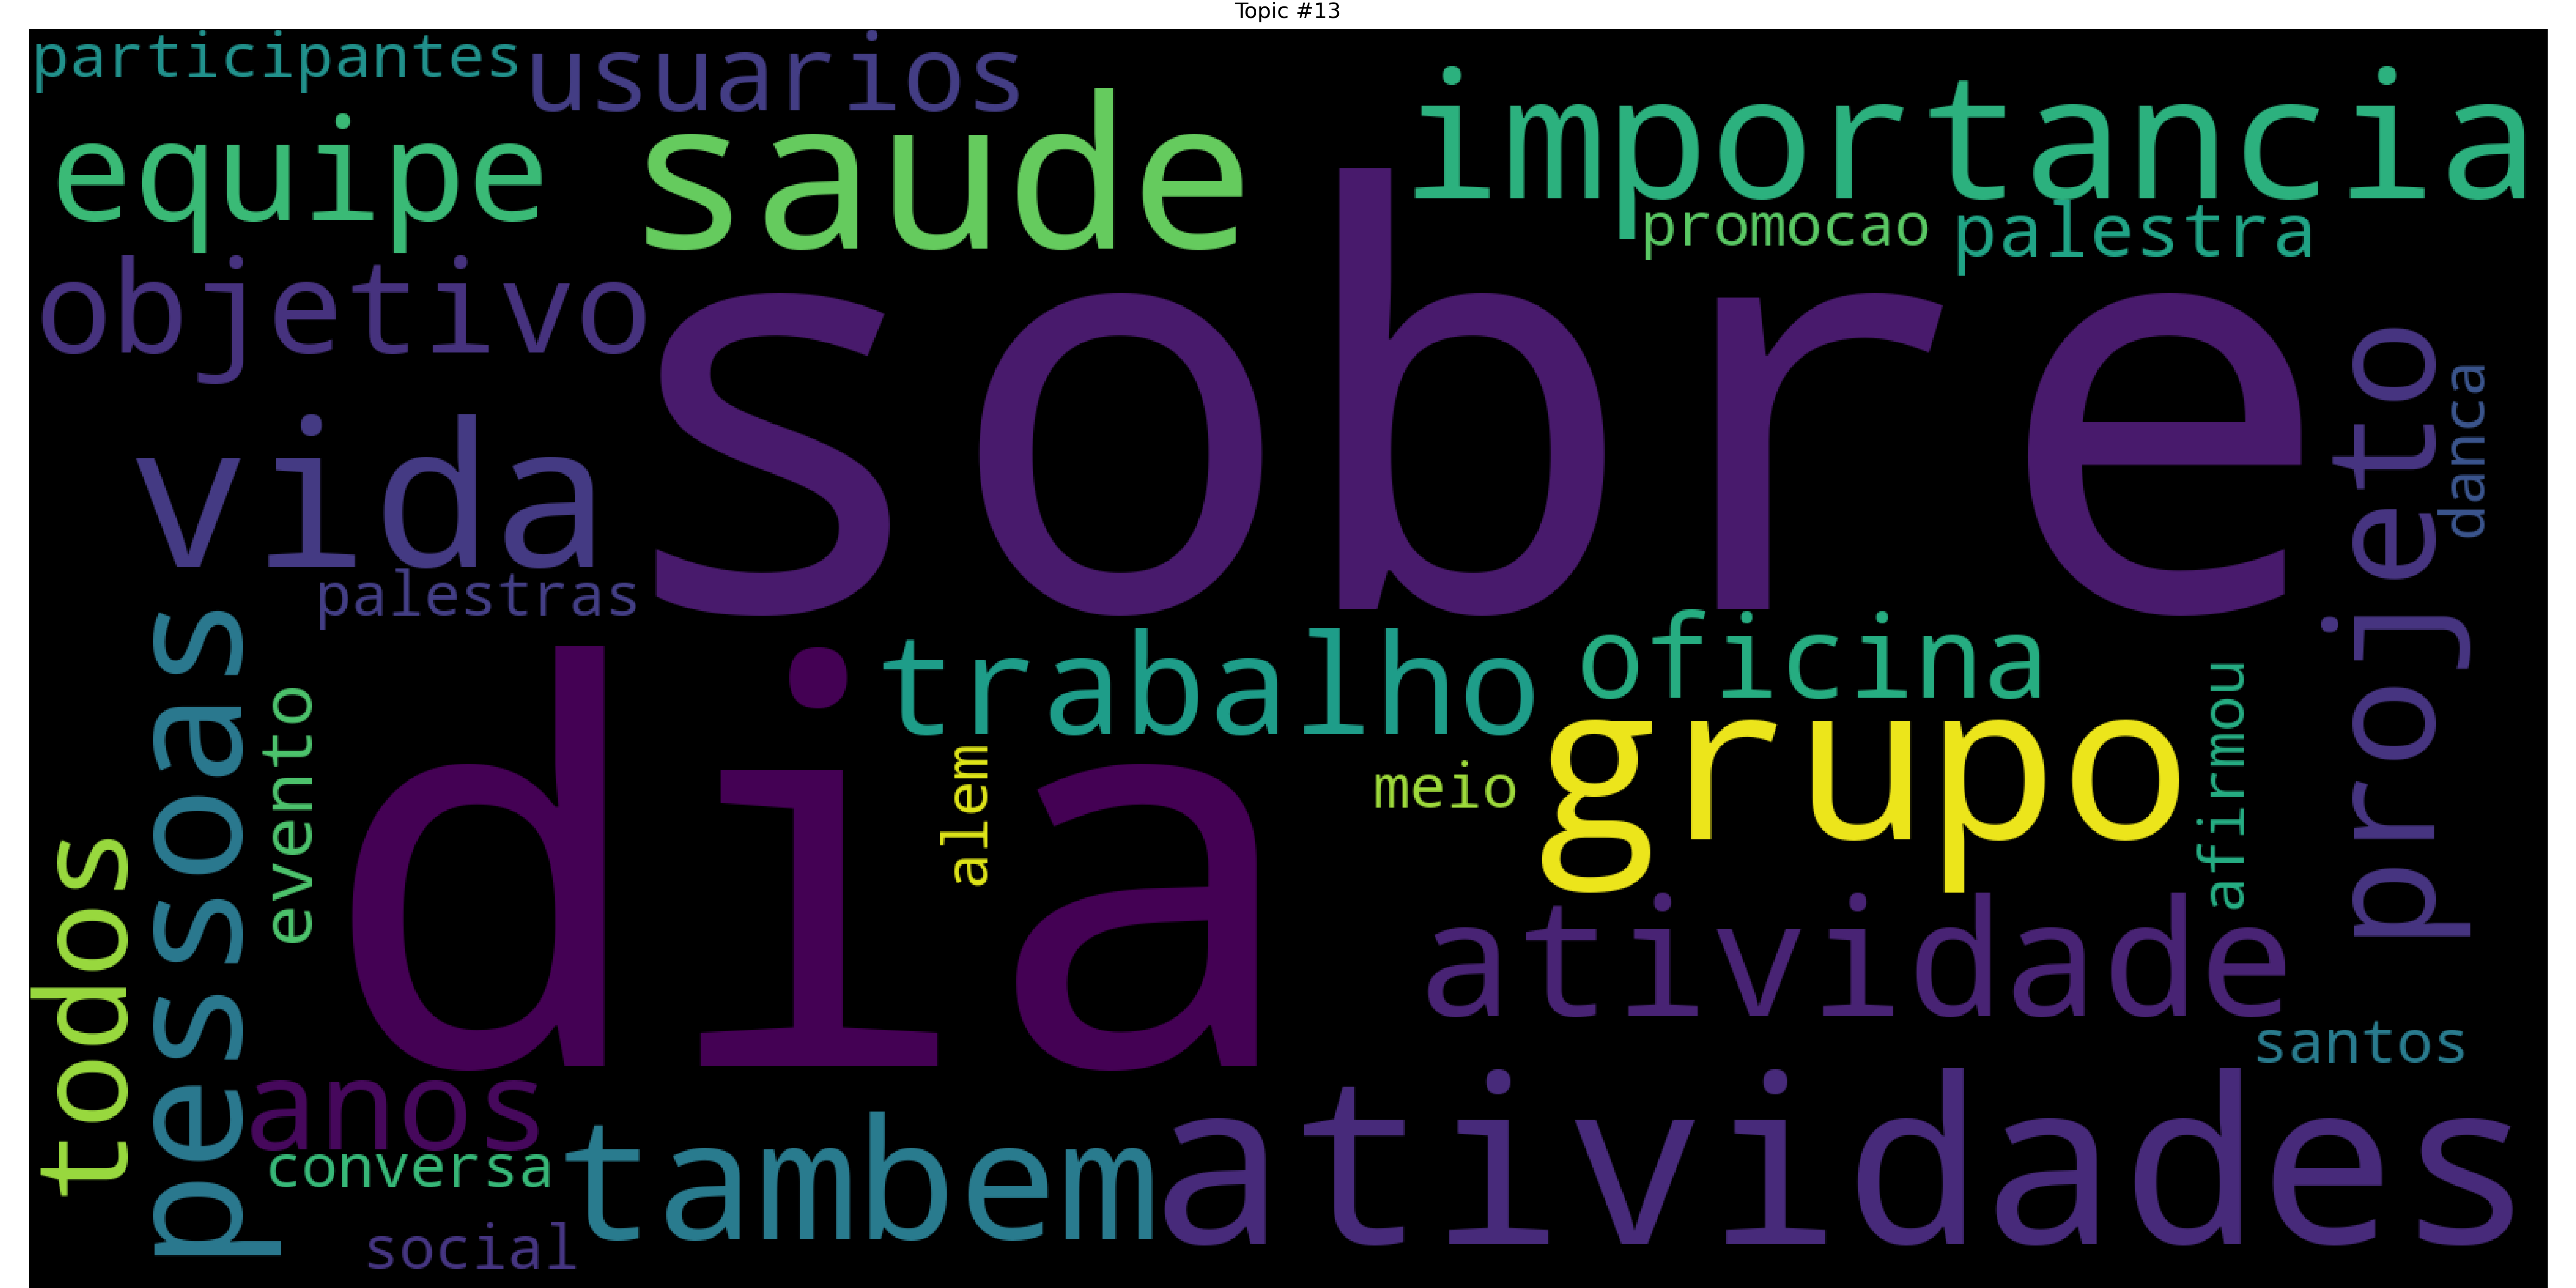 Topic #13
participantes
usuarios
equipe
saude
importancia
promocao
palestra
objetivo
sobre
projeto
danca
vida
palestras
pessoas
todos
evento
dia
trabalho
oficina
alem
meio
grupo
afirmou
atividade
santos
anos
conversa
tambem
atividades
social